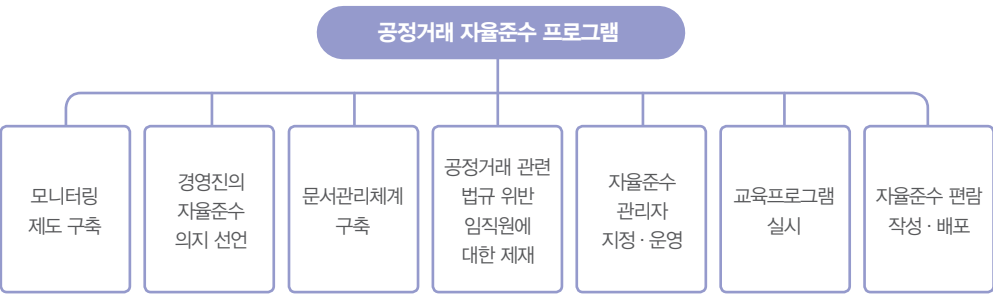 공정거래 자율준수 프로그램
모니터링
제도 구축
경영진의
자율준수
의지 선언
문서관리체계
구축
공정거래 관련
법규 위반
임직원에
대한 제재
자율준수
관리자
지정 · 운영
교육프로그램
실시
자율준수 편람
작성 · 배포